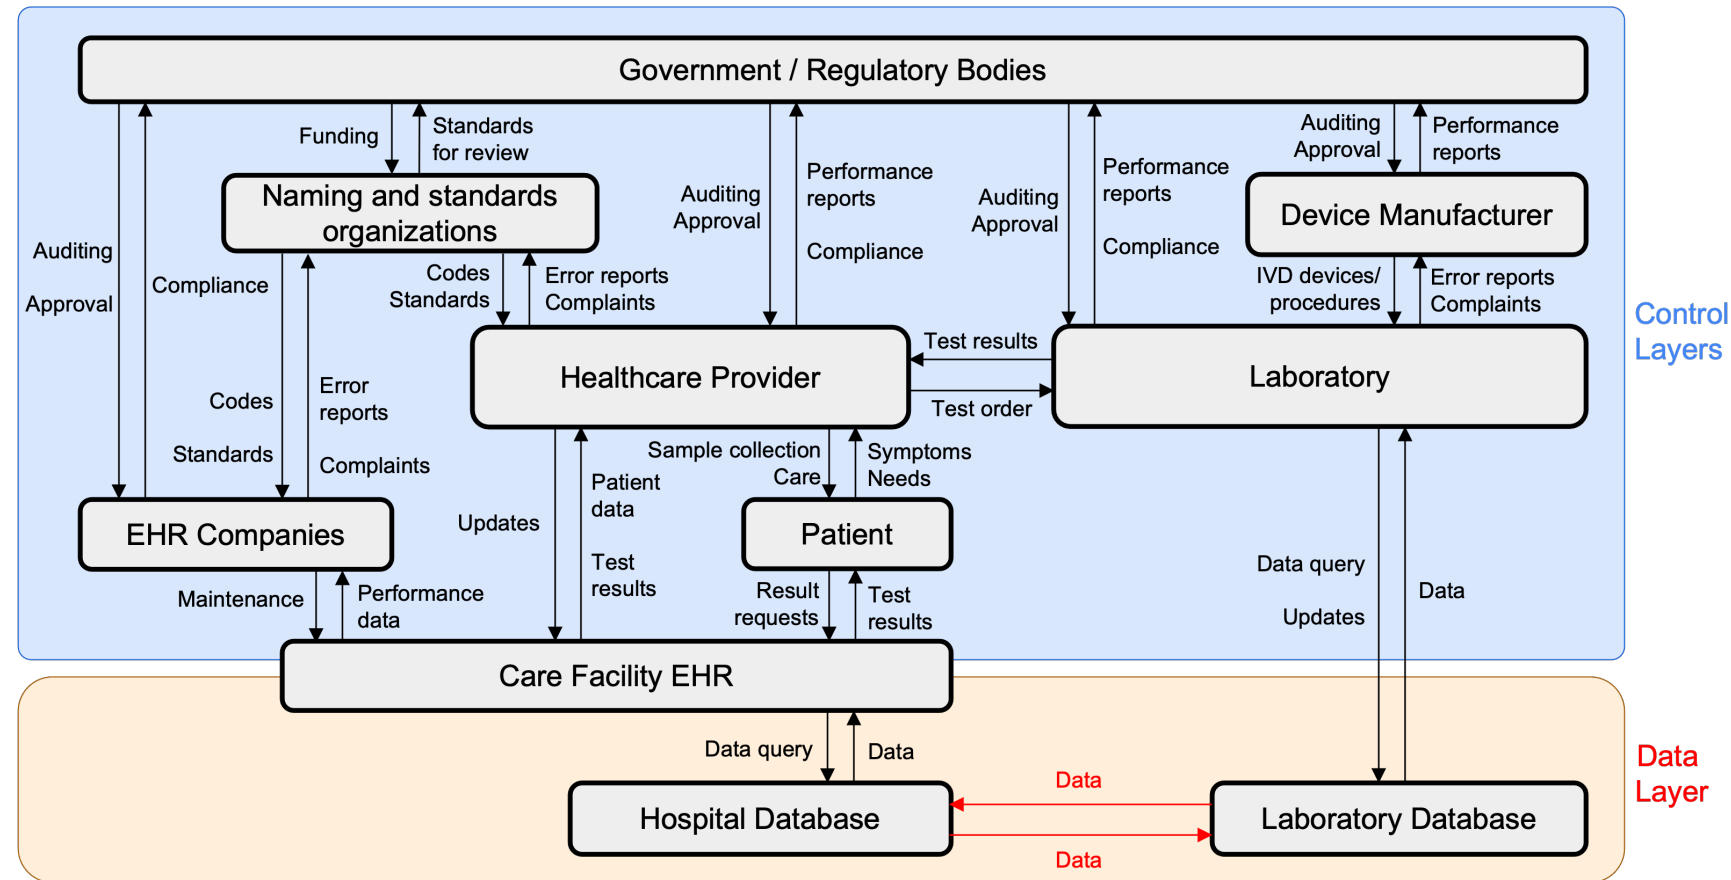 Government / Regulatory Bodies
Funding
Standards
for review
Auditing
Approval
Performance
reports
Naming and standards
organizations
Device Manufacturer
Auditing
Approval
Performance
reports
Compliance
Auditing
Approval
Performance
reports
Compliance
Auditing
Approval
Compliance
Codes
Standards
Error reports
Complaints
IVD devices/
procedures
Error reports
Complaints
Control
Layers
Healthcare Provider
Test results
Test order
Laboratory
Codes
Standards
Error
reports
Complaints
Sample collection
Care
Symptoms
Needs
Updates
Patient
data
Test
results
EHR Companies
Patient
Data query
Updates
Data
Maintenance
Performance
data
Result
requests
Test
results
Care Facility EHR
Data query
Data
Data
Layer
Hospital Database
Data
Data
Laboratory Database